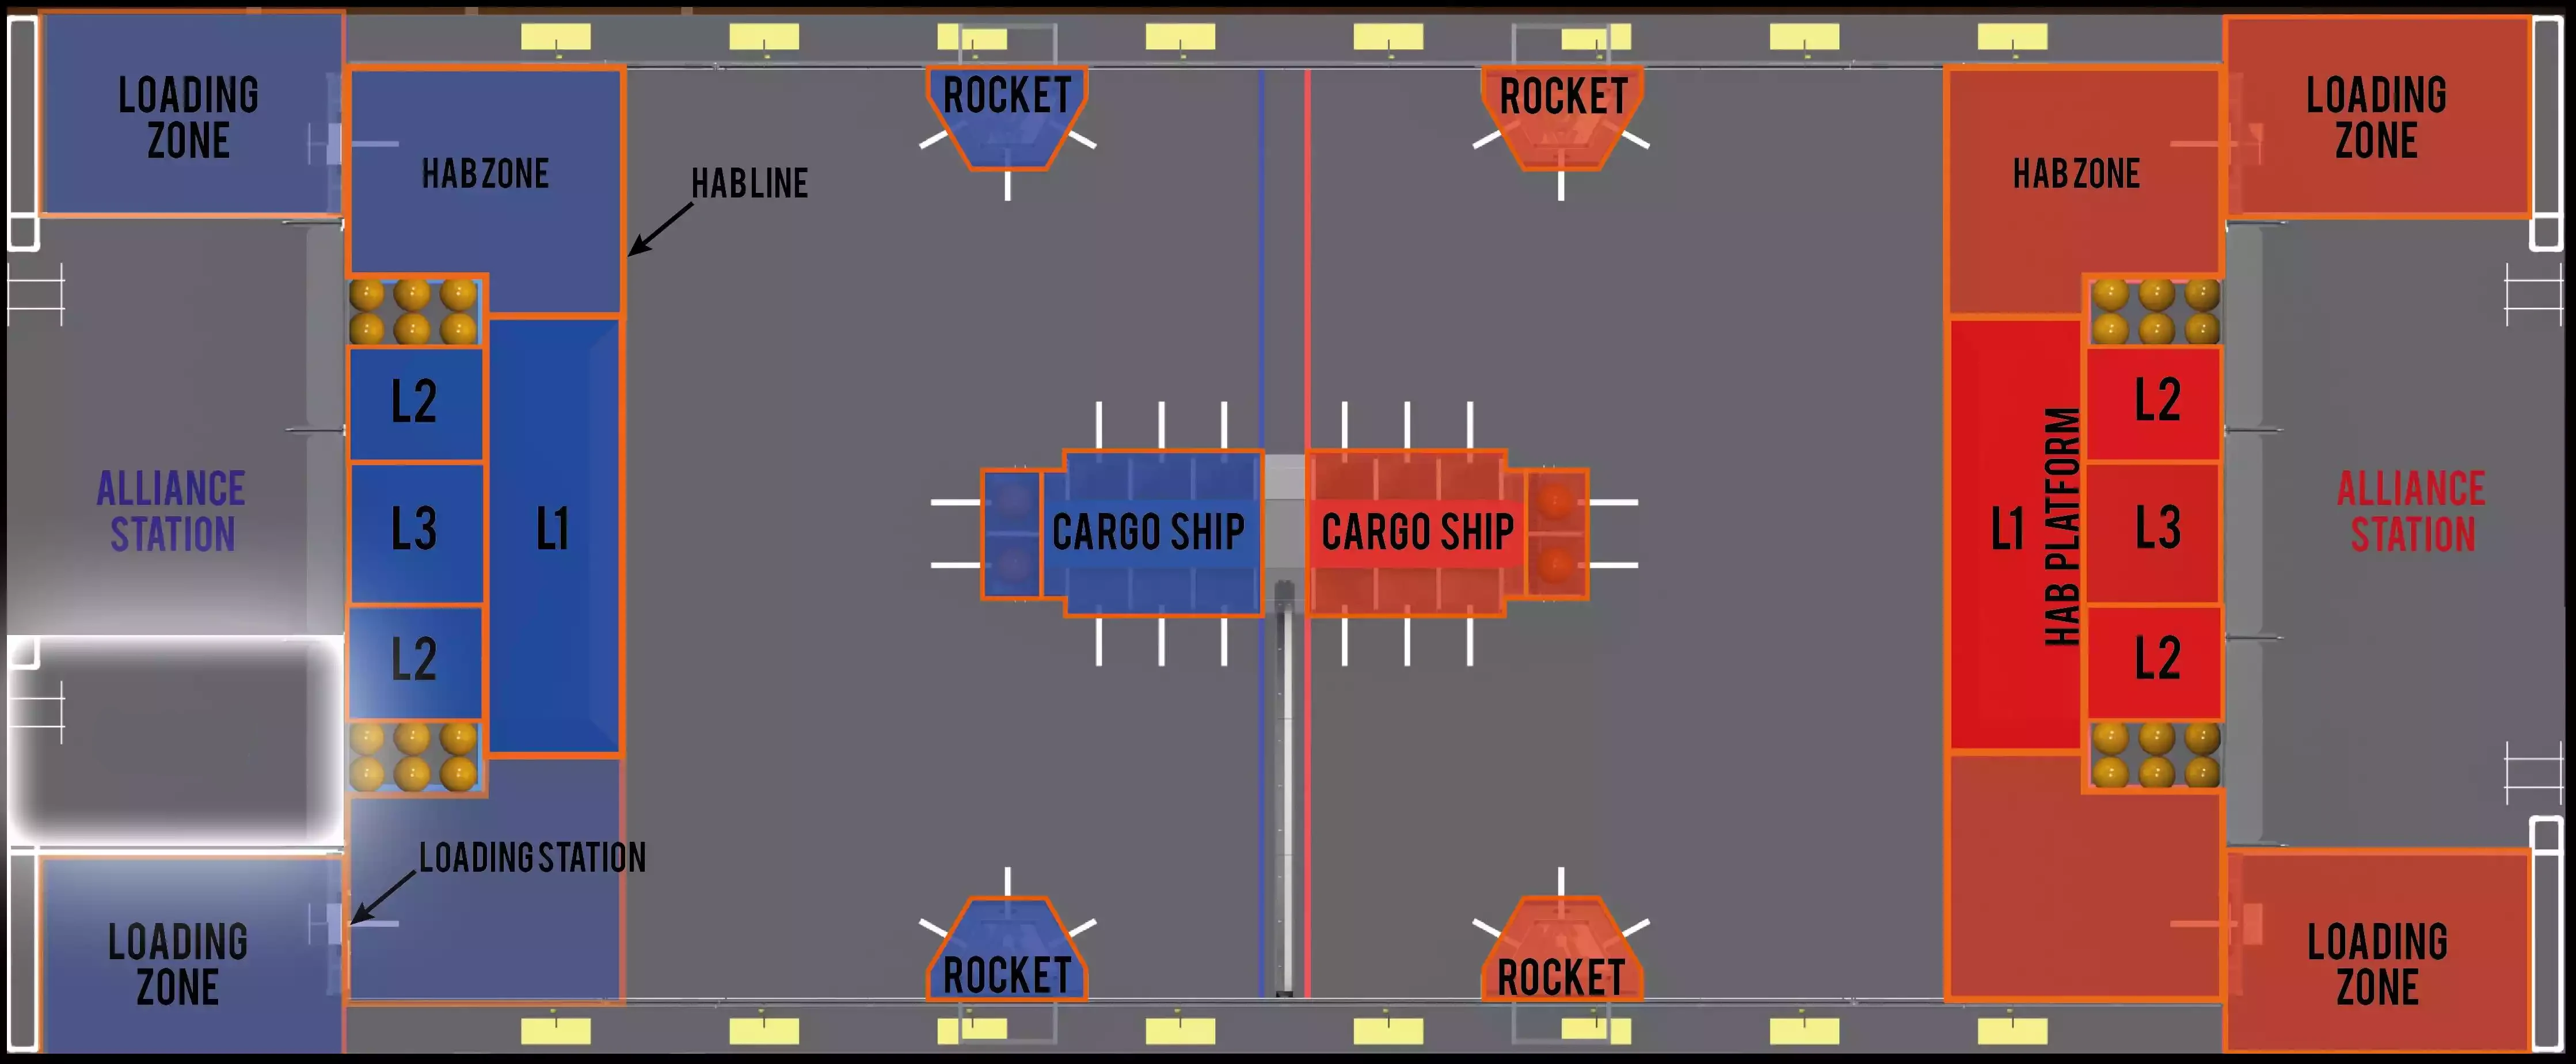 LOADING
ZONE
HAB ZONE
HAB LINE
ROCKET
ROCKET
HAB ZONE
LOADING
ZONE
L2
L3
L2
L1
ALLIANCE
STATION
CARGO SHIP
CARGO SHIP
L1
HAB PLATFORM
L2
L3
L2
ALLIANCE
STATION
LOADING STATION
LOADING
ZONE
ROCKET
ROCKET
LOADING
ZONE